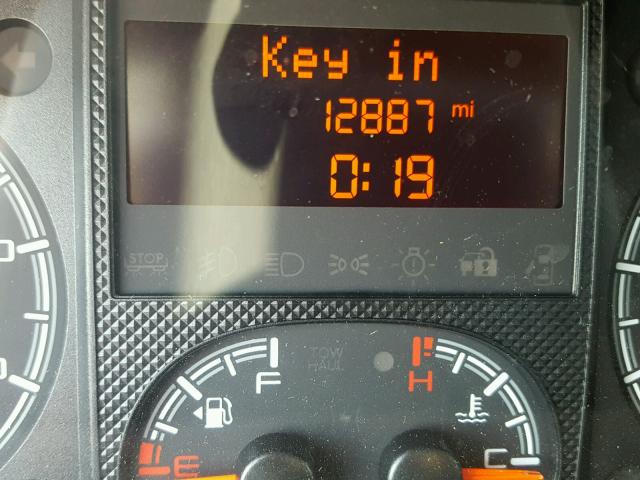 Key in
12887 mi
0:19
STOP
TOW
HAUL
F
H
E
C